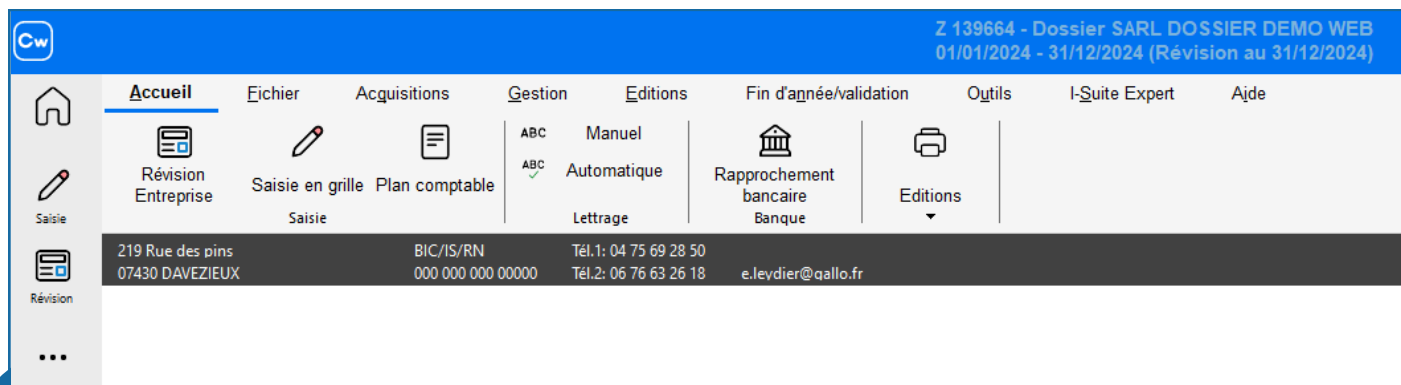 Cw
Z 139664 - Dossier SARL DOSSIER DEMO WEB
01/01/2024 - 31/12/2024 (Révision au 31/12/2024)
Accueil Fichier Acquisitions Gestion Editions Fin d'année/validation Outils I-Suite Expert Aide
Révision
Entreprise
Saisie en grille
Plan comptable
Saisie
ABC Manuel
ABC Automatique
Lettrage
Rapprochement
bancaire
Banque
Editions
Saisie
Révision
219 Rue des pins BIC/IS/RN Tél.1: 04 75 69 28 50
07430 DAVEZIEUX 000 000 000 00000 Tél.2: 06 76 63 26 18 e.leydier@gallo.fr